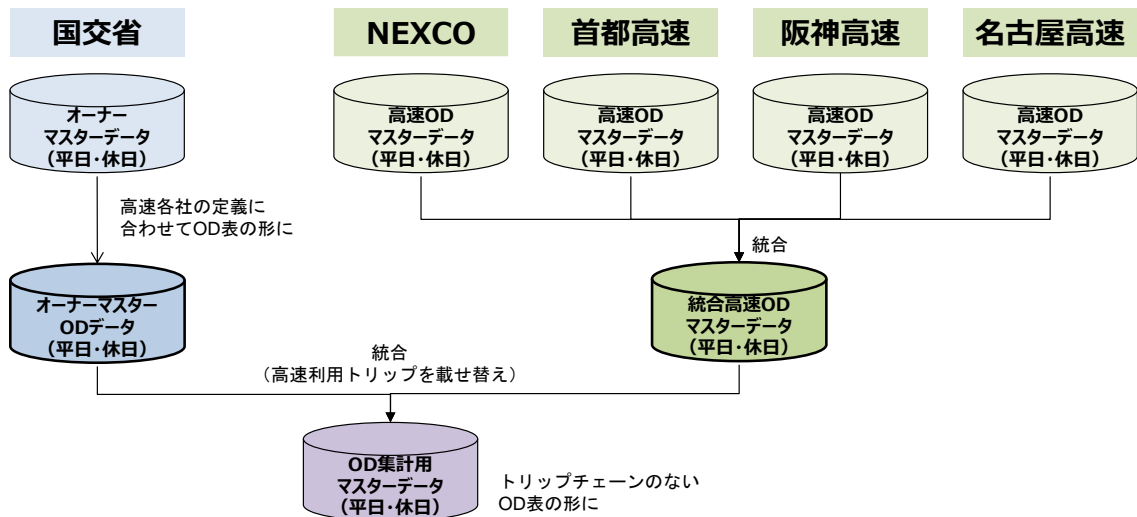 国交省
NEXCO
首都高速
阪神高速
名古屋高速
オーナー
マスターデータ
（平日・休日）
高速OD
マスターデータ
（平日・休日）
高速OD
マスターデータ
（平日・休日）
高速OD
マスターデータ
（平日・休日）
高速OD
マスターデータ
（平日・休日）
高速各社の定義に
合わせてOD表の形に
統合
オーナーマスター
ODデータ
（平日・休日）
統合高速OD
マスターデータ
（平日・休日）
統合
（高速利用トリップを載せ替え）
OD集計用
マスターデータ
（平日・休日）
トリップチェーンのない
OD表の形に